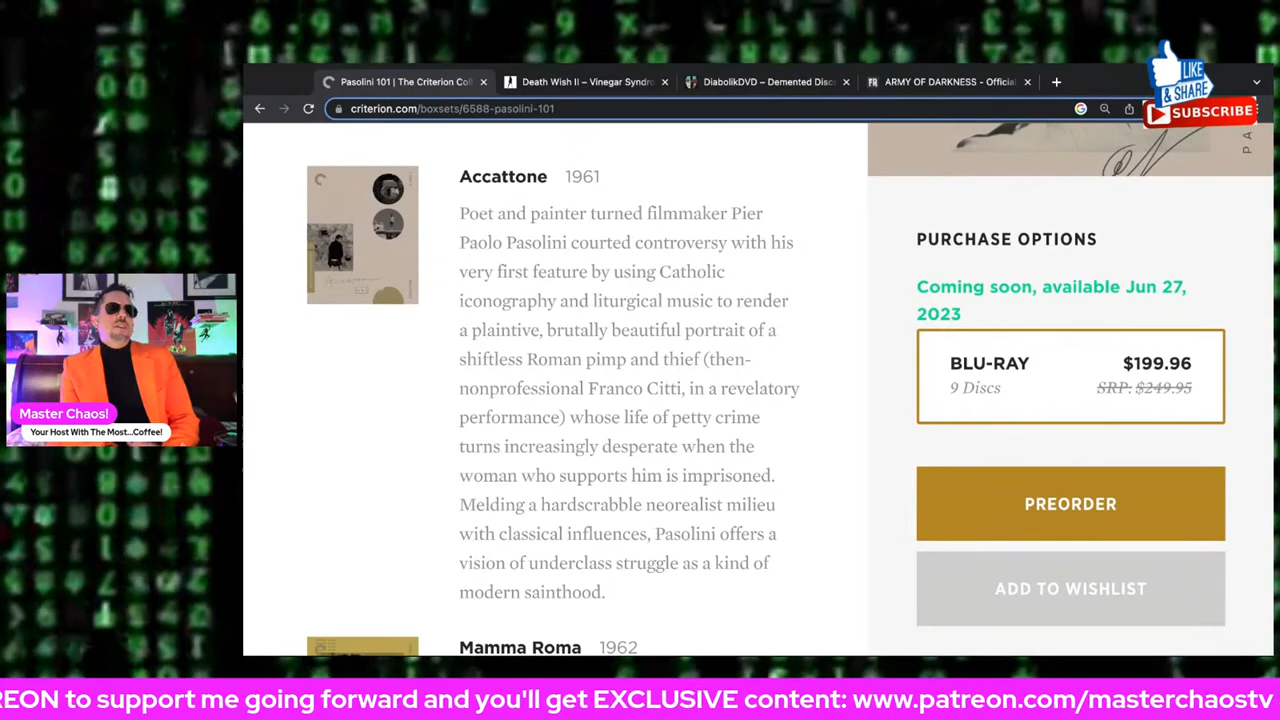 Pasolini 101 | The Criterion Coll
Death Wish II – Vinegar Syndro
DiabolikDVD – Demented Disc
ARMY OF DARKNESS - Official
criterion.com/boxsets/6588-pasolini-101
LIKE
& SHARE
SUBSCRIBE
Accattone 1961
Poet and painter turned filmmaker Pier
Paolo Pasolini courted controversy with his
very first feature by using Catholic
iconography and liturgical music to render
a plaintive, brutally beautiful portrait of a
shiftless Roman pimp and thief (then-
nonprofessional Franco Citti, in a revelatory
performance) whose life of petty crime
turns increasingly desperate when the
woman who supports him is imprisoned.
Melding a hardscrabble neorealist milieu
with classical influences, Pasolini offers a
vision of underclass struggle as a kind of
modern sainthood.
Mamma Roma 1962
P A
PURCHASE OPTIONS
Coming soon, available Jun 27,
2023
BLU-RAY $199.96
9 Discs SRP: $249.95
PREORDER
ADD TO WISHLIST
Master Chaos!
Your Host With The Most...Coffee!
REON to support me going forward and you'll get EXCLUSIVE content: www.patreon.com/masterchaostv